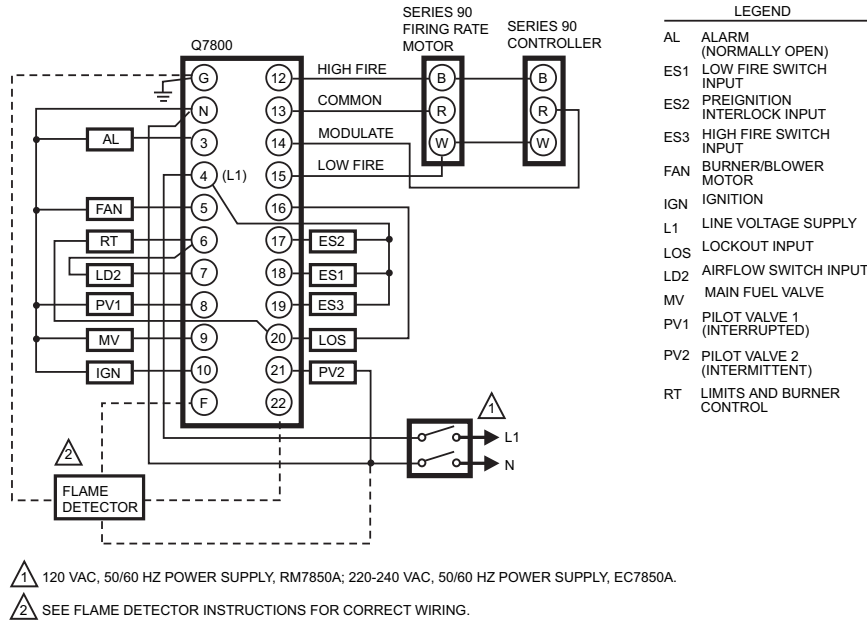 SERIES 90
FIRING RATE
MOTOR
SERIES 90
CONTROLLER
LEGEND
Q7800
AL ALARM
(NORMALLY OPEN)
ES1 LOW FIRE SWITCH
INPUT
ES2 PREIGNITION
INTERLOCK INPUT
ES3 HIGH FIRE SWITCH
INPUT
FAN BURNER/BLOWER
MOTOR
IGN IGNITION
L1 LINE VOLTAGE SUPPLY
LOS LOCKOUT INPUT
LD2 AIRFLOW SWITCH INPUT
MV MAIN FUEL VALVE
PV1 PILOT VALVE 1
(INTERRUPTED)
PV2 PILOT VALVE 2
(INTERMITTENT)
RT LIMITS AND BURNER
CONTROL
G 12 HIGH FIRE B B
N 13 COMMON R R
AL 3 14 MODULATE W W
4 (L1) 15 LOW FIRE
FAN 5 16
RT 6 17 ES2
LD2 7 18 ES1
PV1 8 19 ES3
MV 9 20 LOS
IGN 10 21 PV2
F 22
1
L1
N
2
FLAME
DETECTOR
1 120 VAC, 50/60 HZ POWER SUPPLY, RM7850A; 220-240 VAC, 50/60 HZ POWER SUPPLY, EC7850A.
2 SEE FLAME DETECTOR INSTRUCTIONS FOR CORRECT WIRING.